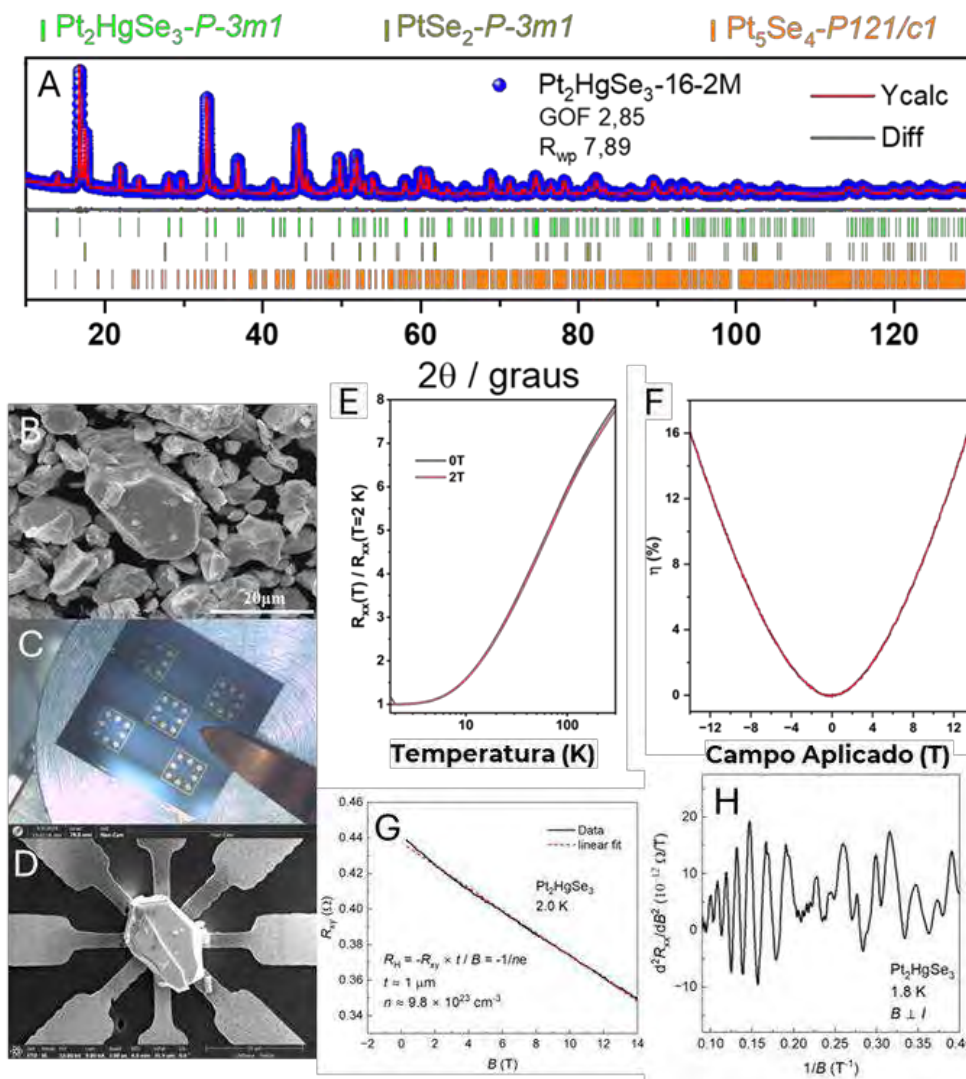 Pt₂HgSe₃-P-3m1 PtSe₂-P-3m1 Pt₅Se₄-P121/c1
A
Pt₂HgSe₃-16-2M
GOF 2,85
Rwp 7,89
Ycalc
Diff
20 40 60 80 100 120
2θ / graus
B
20μm
C
D
E
8
7
6
5
4
3
2
1
Rxx(T) / Rxx(T=2 K)
0T
2T
10 100
Temperatura (K)
F
16
12
8
4
0
η (%)
-12 -8 -4 0 4 8 12
Campo Aplicado (T)
G
0.46
0.44
0.42
0.40
0.38
0.36
0.34
Rxy (Ω)
Data
linear fit
Pt₂HgSe₃
2.0 K
RH = -Rxy × t / B = -1/ne
t ≈ 1 μm
n ≈ 9.8 × 10²³ cm⁻³
-2 0 2 4 6 8 10 12 14
B (T)
H
20
10
0
-10
d²Rxx/dB² (10⁻¹² Ω/T)
Pt₂HgSe₃
1.8 K
B ⊥ I
0.10 0.15 0.20 0.25 0.30 0.35 0.40
1/B (T⁻¹)